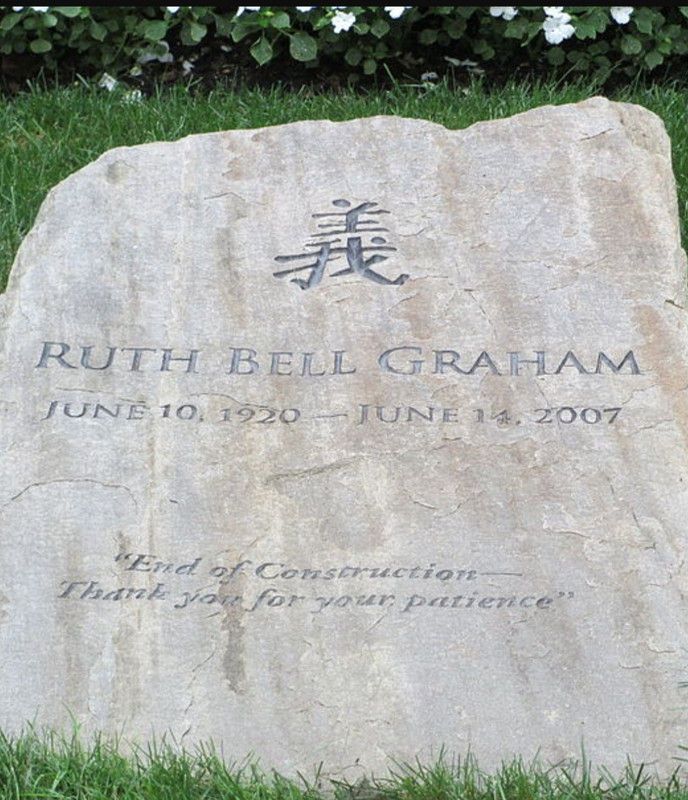 義
RUTH BELL GRAHAM
JUNE 10, 1920 — JUNE 14, 2007
“End of Construction—
Thank you for your patience”